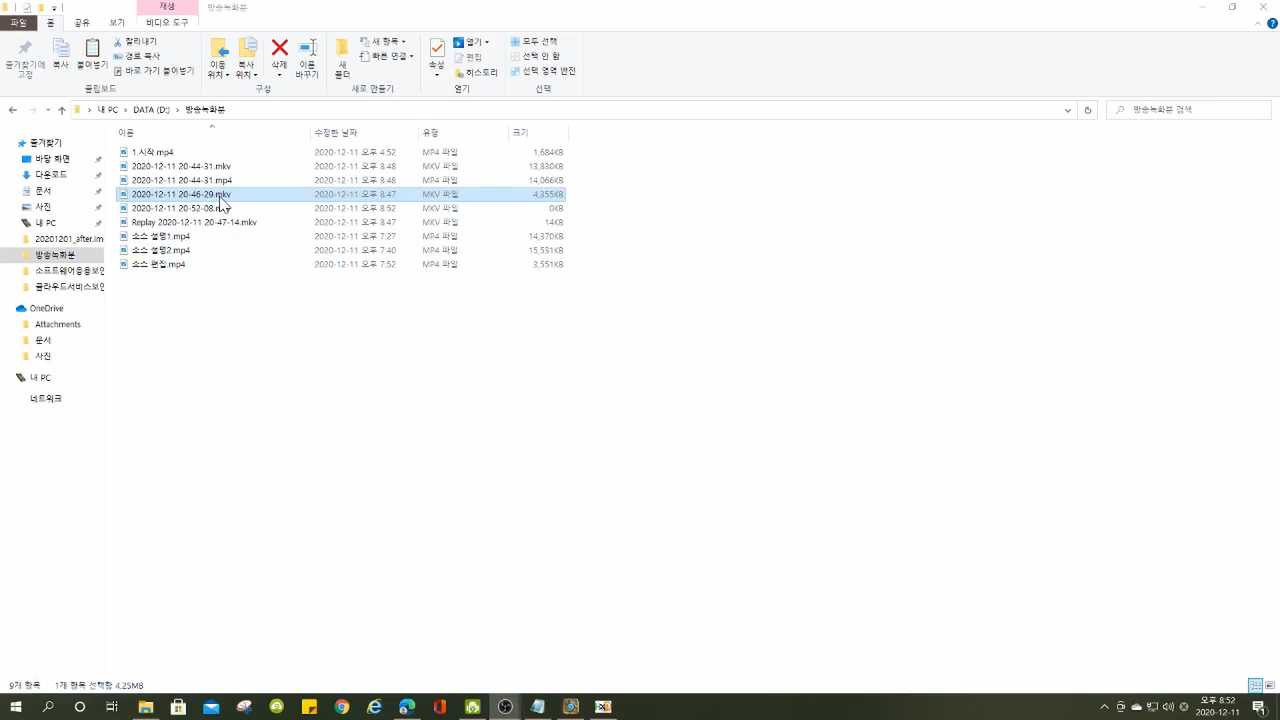 재생 방송녹화분
파일 홈 공유 보기 비디오 도구
즐겨찾기에 고정 복사 붙여넣기 잘라내기 경로 복사 바로 가기 붙여넣기 클립보드
이동 위치 복사 위치 삭제 이름 바꾸기 구성
새 폴더 새 항목 빠른 연결 새로 만들기
속성 열기 편집 히스토리 열기
모두 선택 선택 안 함 선택 영역 반전 선택
내 PC > DATA (D:) > 방송녹화분 방송녹화분 검색
이름 수정한 날짜 유형 크기
1.시작.mp4 2020-12-11 오후 4:52 MP4 파일 1,684KB
2020-12-11 20-44-31.mkv 2020-12-11 오후 8:48 MKV 파일 13,830KB
2020-12-11 20-44-31.mp4 2020-12-11 오후 8:48 MP4 파일 14,066KB
2020-12-11 20-46-29.mkv 2020-12-11 오후 8:47 MKV 파일 4,355KB
2020-12-11 20-52-08.mkv 2020-12-11 오후 8:52 MKV 파일 0KB
Replay 2020-12-11 20-47-14.mkv 2020-12-11 오후 8:47 MKV 파일 14KB
소스 설명1.mp4 2020-12-11 오후 7:27 MP4 파일 14,370KB
소스 설명2.mp4 2020-12-11 오후 7:40 MP4 파일 15,531KB
소스 편집.mp4 2020-12-11 오후 7:52 MP4 파일 3,551KB
즐겨찾기
바탕 화면
다운로드
문서
사진
내 PC
20201201_after.im
방송녹화분
소프트웨어응용보안
클라우드서비스보안
OneDrive
Attachments
문서
사진
내 PC
네트워크
9개 항목 1개 항목 선택함 4.25MB
오후 8:52
2020-12-11
1